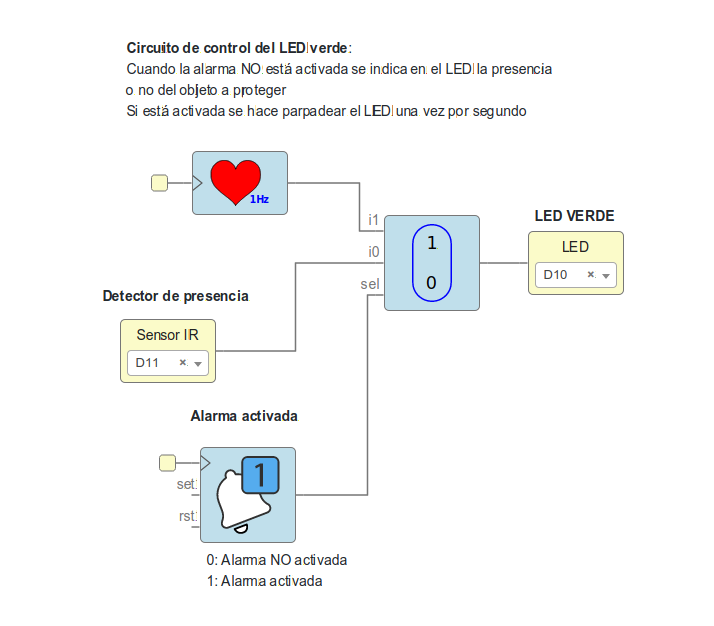 Circuito de control del LED verde:
Cuando la alarma NO está activada se indica en el LED la presencia
o no del objeto a proteger
Si está activada se hace parpadear el LED una vez por segundo
1Hz
i1
i0
sel
1
0
LED VERDE
LED
D10 × ▾
Detector de presencia
Sensor IR
D11 × ▾
Alarma activada
1
set
rst
0: Alarma NO activada
1: Alarma activada